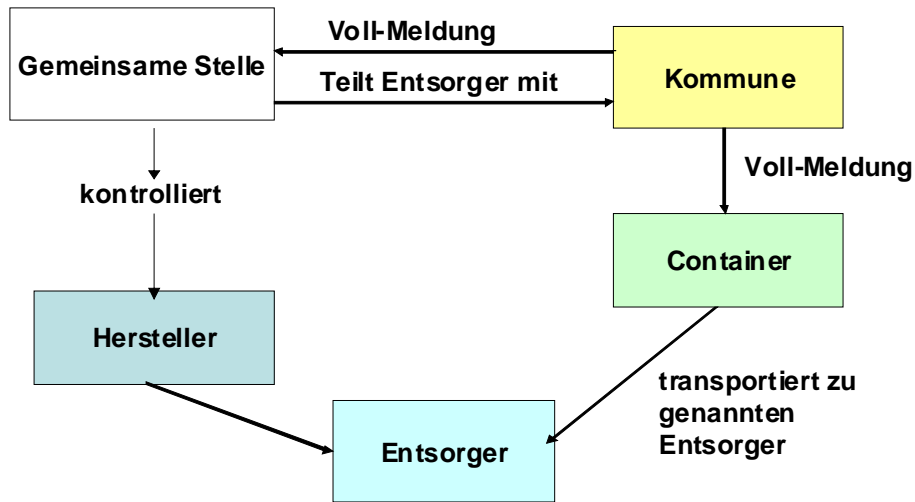 Voll-Meldung
Gemeinsame Stelle
Teilt Entsorger mit
Kommune
Voll-Meldung
kontrolliert
Container
Hersteller
transportiert zu
genannten
Entsorger
Entsorger